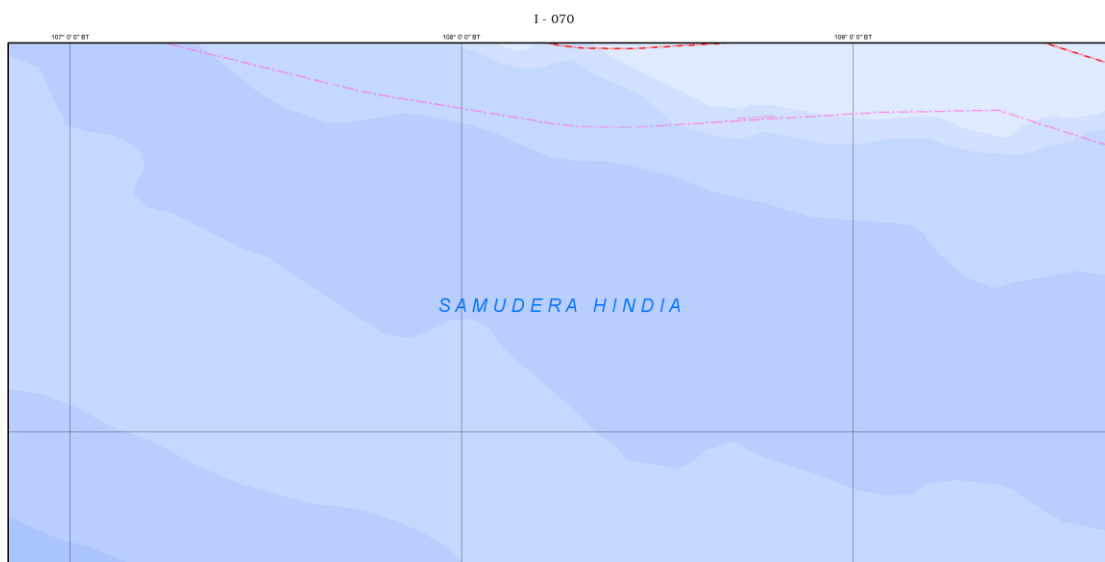 I - 070
107° 0' 0" BT
108° 0' 0" BT
109° 0' 0" BT
SAMUDERA HINDIA